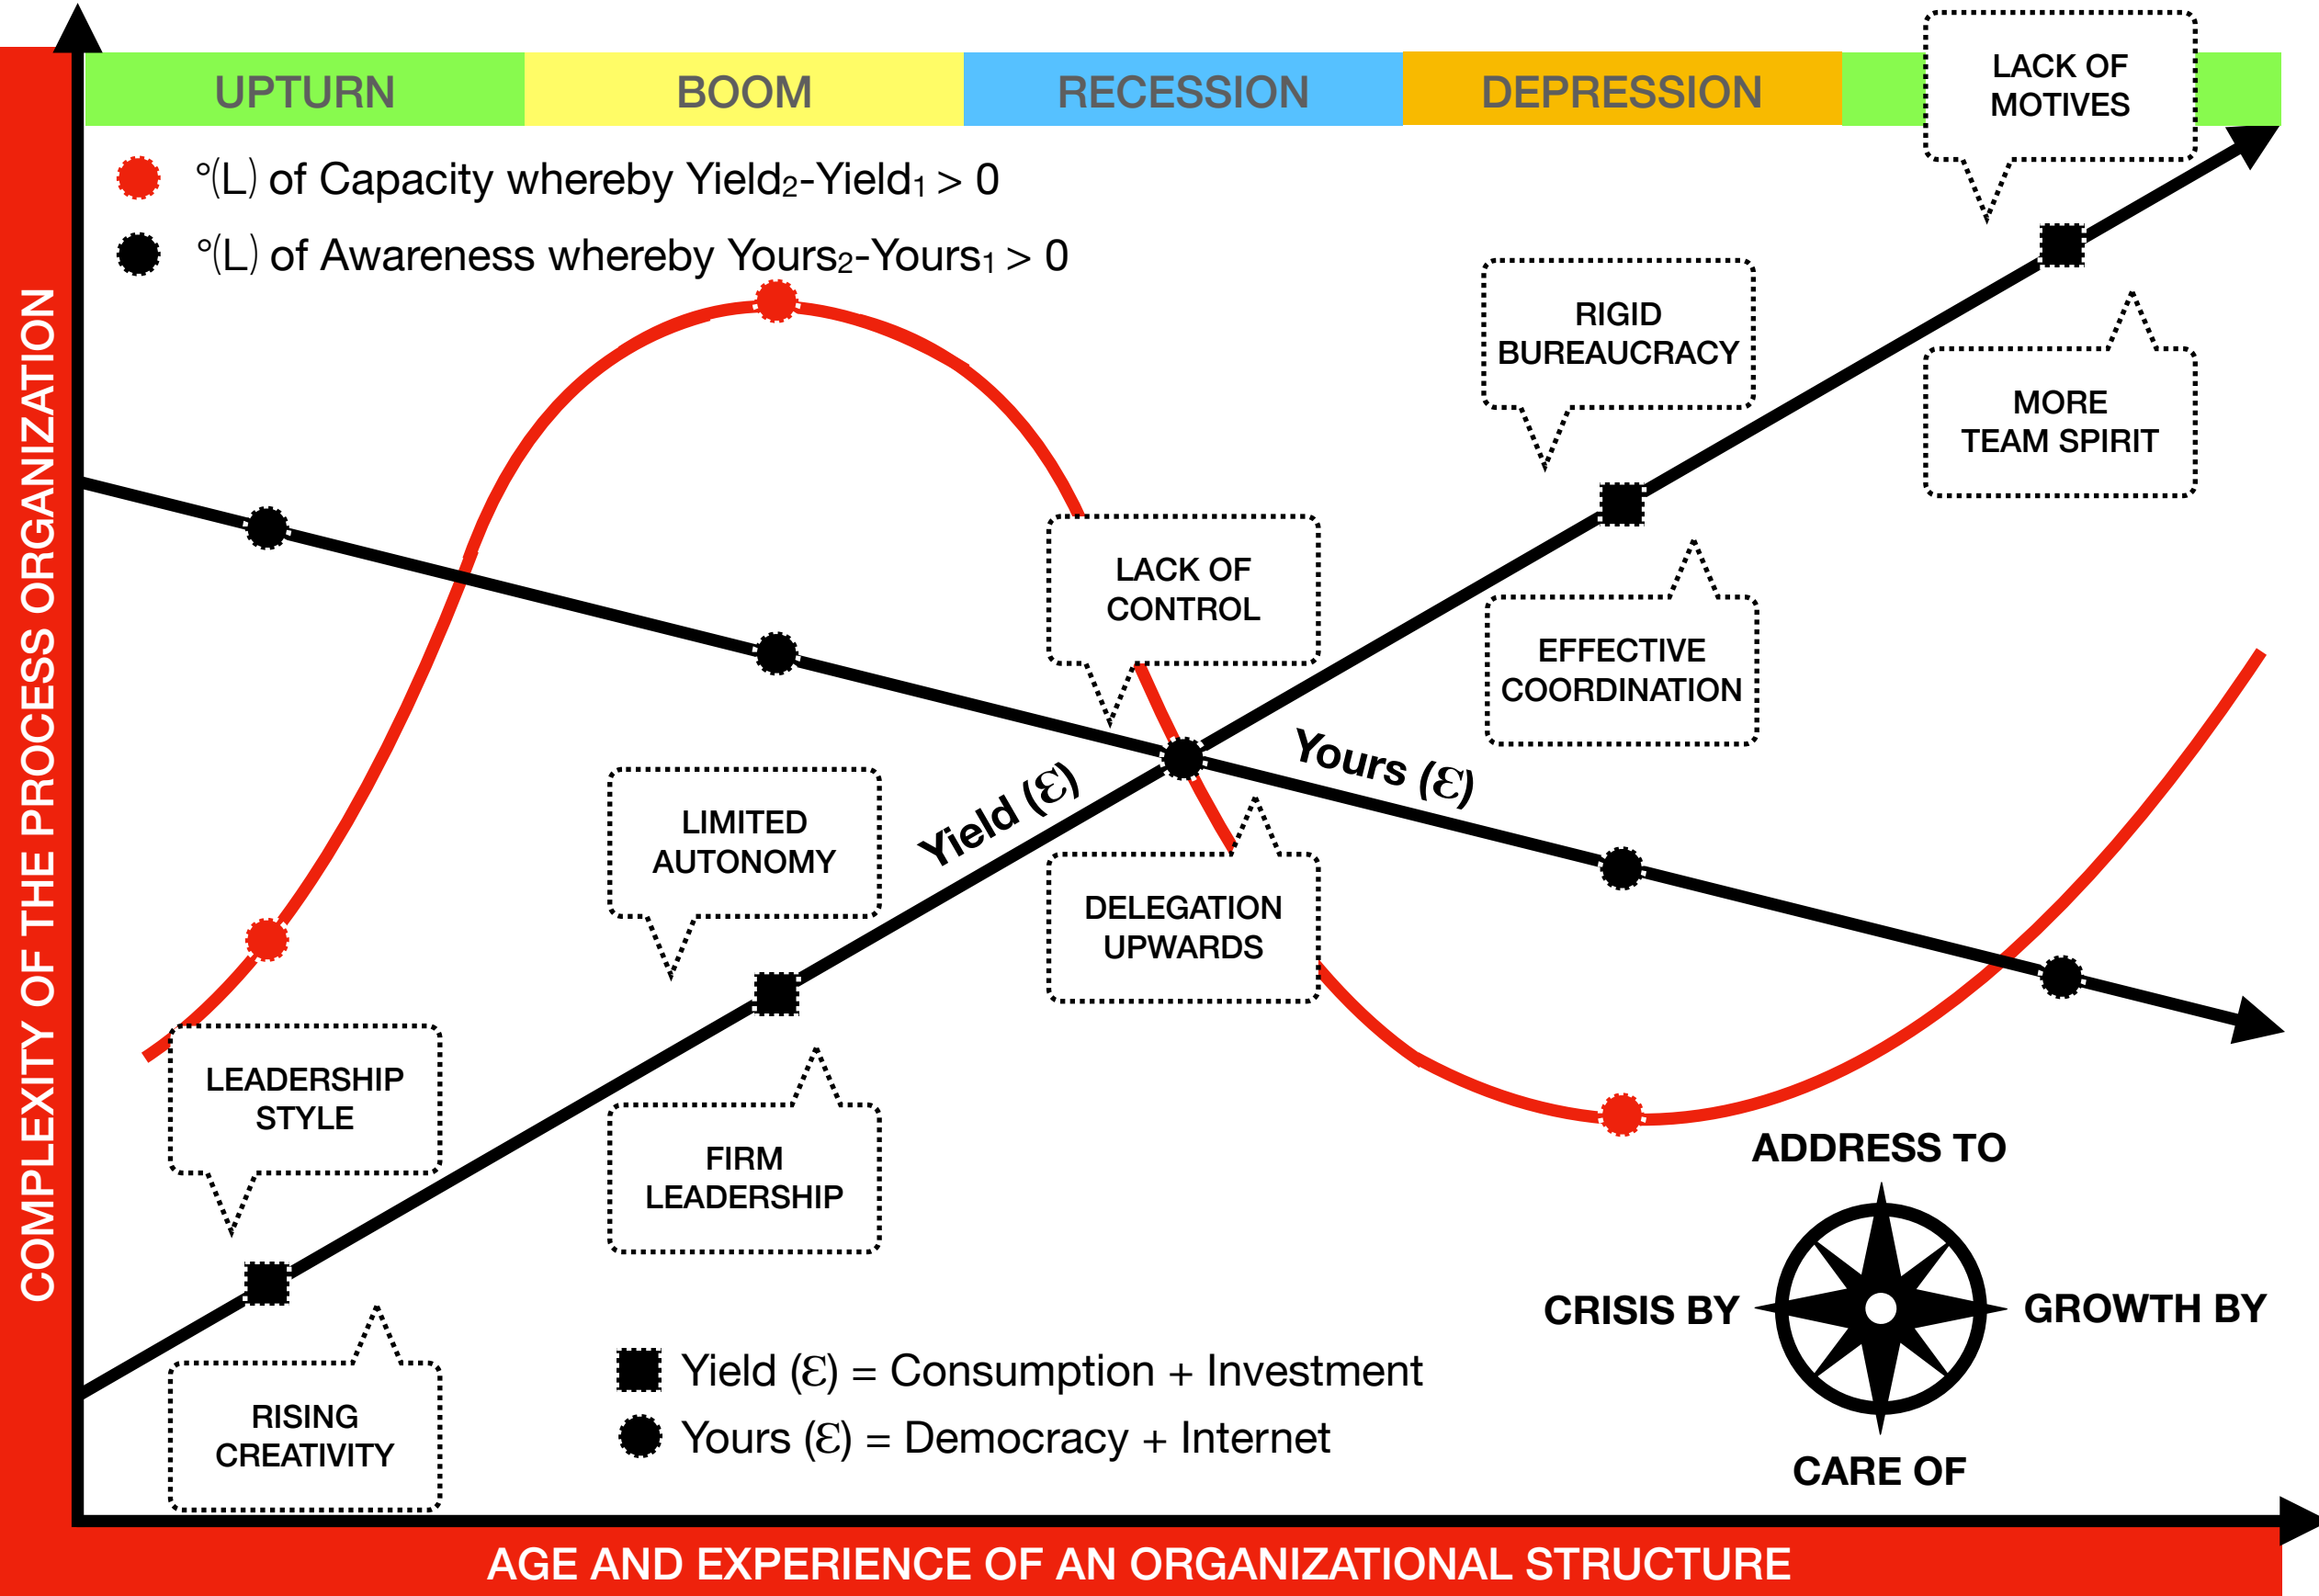 UPTURN
BOOM
RECESSION
DEPRESSION
LACK OF
MOTIVES
°(L) of Capacity whereby Yield₂-Yield₁ > 0
°(L) of Awareness whereby Yours₂-Yours₁ > 0
RIGID
BUREAUCRACY
MORE
TEAM SPIRIT
LACK OF
CONTROL
EFFECTIVE
COORDINATION
Yield (Ɛ)
Yours (Ɛ)
LIMITED
AUTONOMY
DELEGATION
UPWARDS
LEADERSHIP
STYLE
FIRM
LEADERSHIP
RISING
CREATIVITY
ADDRESS TO
CRISIS BY
GROWTH BY
CARE OF
Yield (Ɛ) = Consumption + Investment
Yours (Ɛ) = Democracy + Internet
COMPLEXITY OF THE PROCESS ORGANIZATION
AGE AND EXPERIENCE OF AN ORGANIZATIONAL STRUCTURE